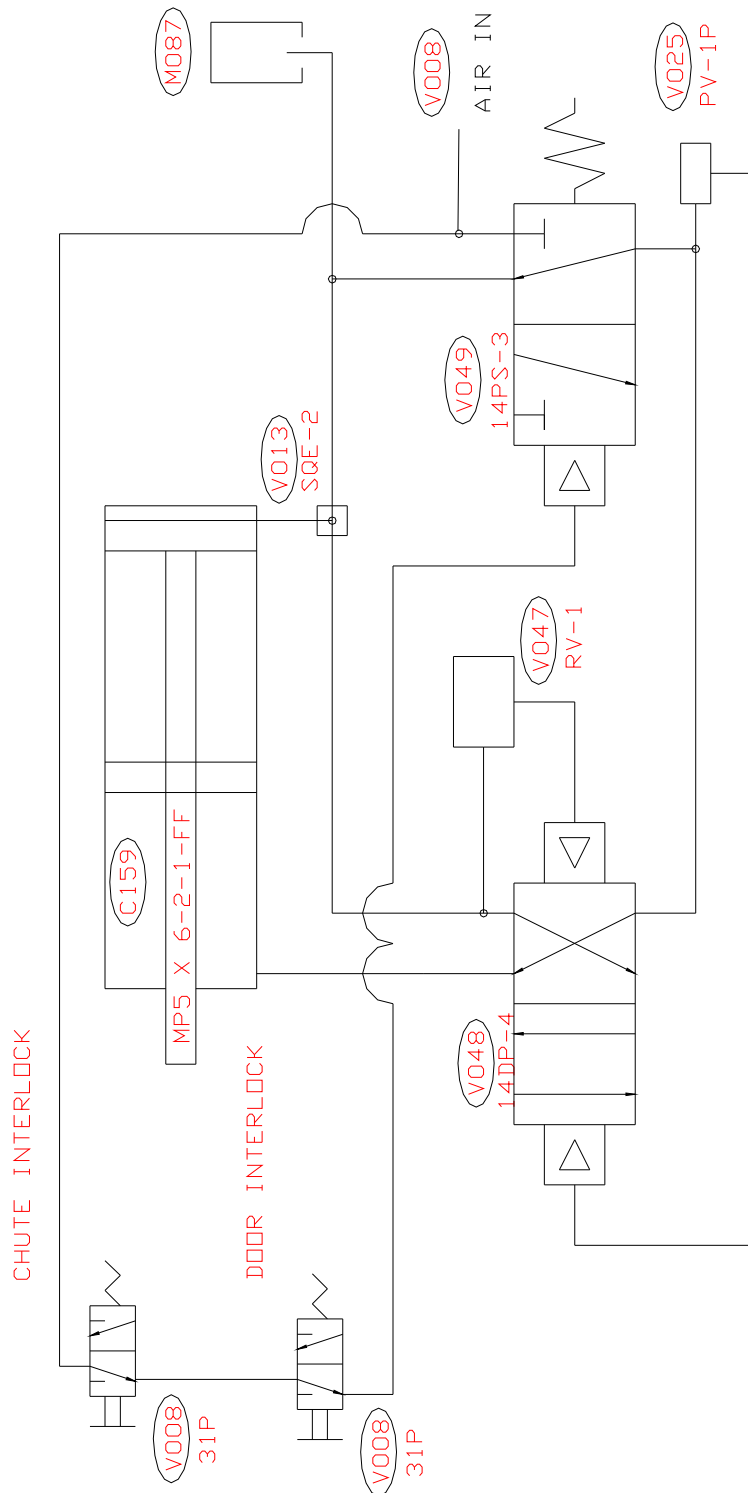 CHUTE INTERLOCK
V008
31P
DOOR INTERLOCK
V008
31P
C159
MP5 X 6-2-1-FF
M087
V013
SQE-2
V008
AIR IN
V049
14PS-3
V048
14DP-4
V047
RV-1
V025
PV-1P